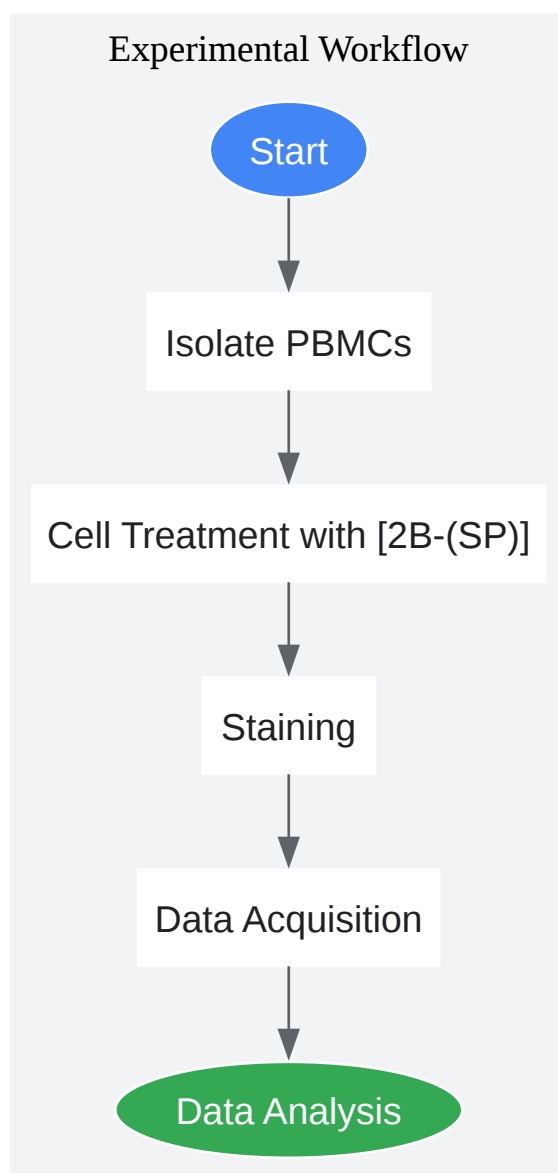 Experimental Workflow
Start
Isolate PBMCs
Cell Treatment with [2B-(SP)]
Staining
Data Acquisition
Data Analysis